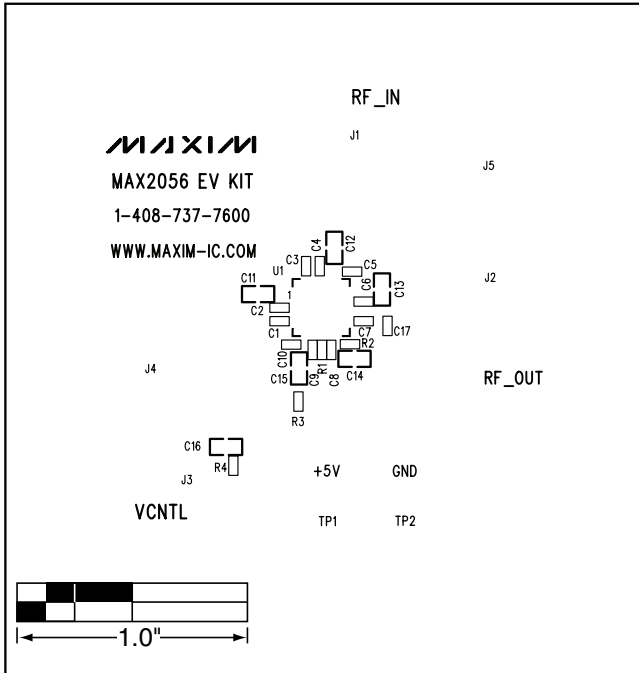 RF_IN
J1
MAXIM
J5
MAX2056 EV KIT
1-408-737-7600
WWW.MAXIM-IC.COM
C12
C4
C3
U1
C5
J2
C11
1
C6
C13
C2
C1
C7
C17
R2
C10
R1
C14
C15
C9
C8
J4
RF_OUT
R3
C16
R4
+5V
GND
J3
VCNTL
TP1
TP2
1.0"